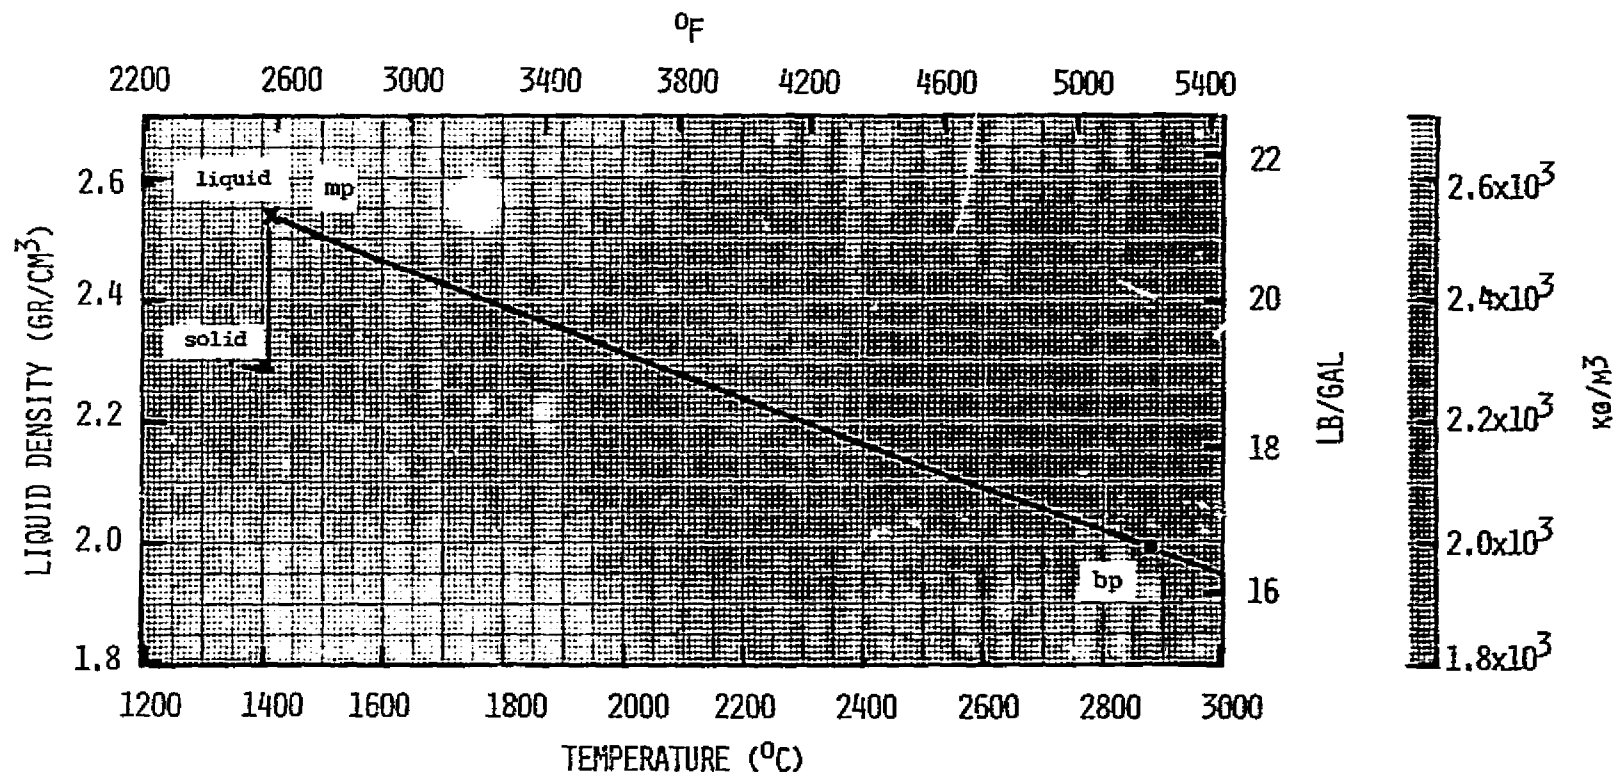 °F
2200 2600 3000 3400 3800 4200 4600 5000 5400
liquid mp
solid
bp
2.6
2.4
2.2
2.0
1.8
LIQUID DENSITY (GR/CM³)
1200 1400 1600 1800 2000 2200 2400 2600 2800 3000
TEMPERATURE (°C)
22
20
18
16
LB/GAL
2.6x10³
2.4x10³
2.2x10³
2.0x10³
1.8x10³
KG/M³